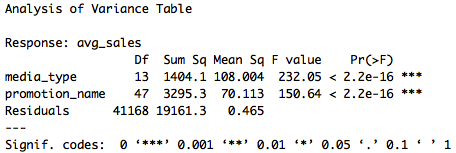 Analysis of Variance Table
Response: avg_sales
Df Sum Sq Mean Sq F value Pr(>F)
media_type 13 1404.1 108.004 232.05 < 2.2e-16 ***
promotion_name 47 3295.3 70.113 150.64 < 2.2e-16 ***
Residuals 41168 19161.3 0.465
---
Signif. codes: 0 ‘***’ 0.001 ‘**’ 0.01 ‘*’ 0.05 ‘.’ 0.1 ‘ ’ 1